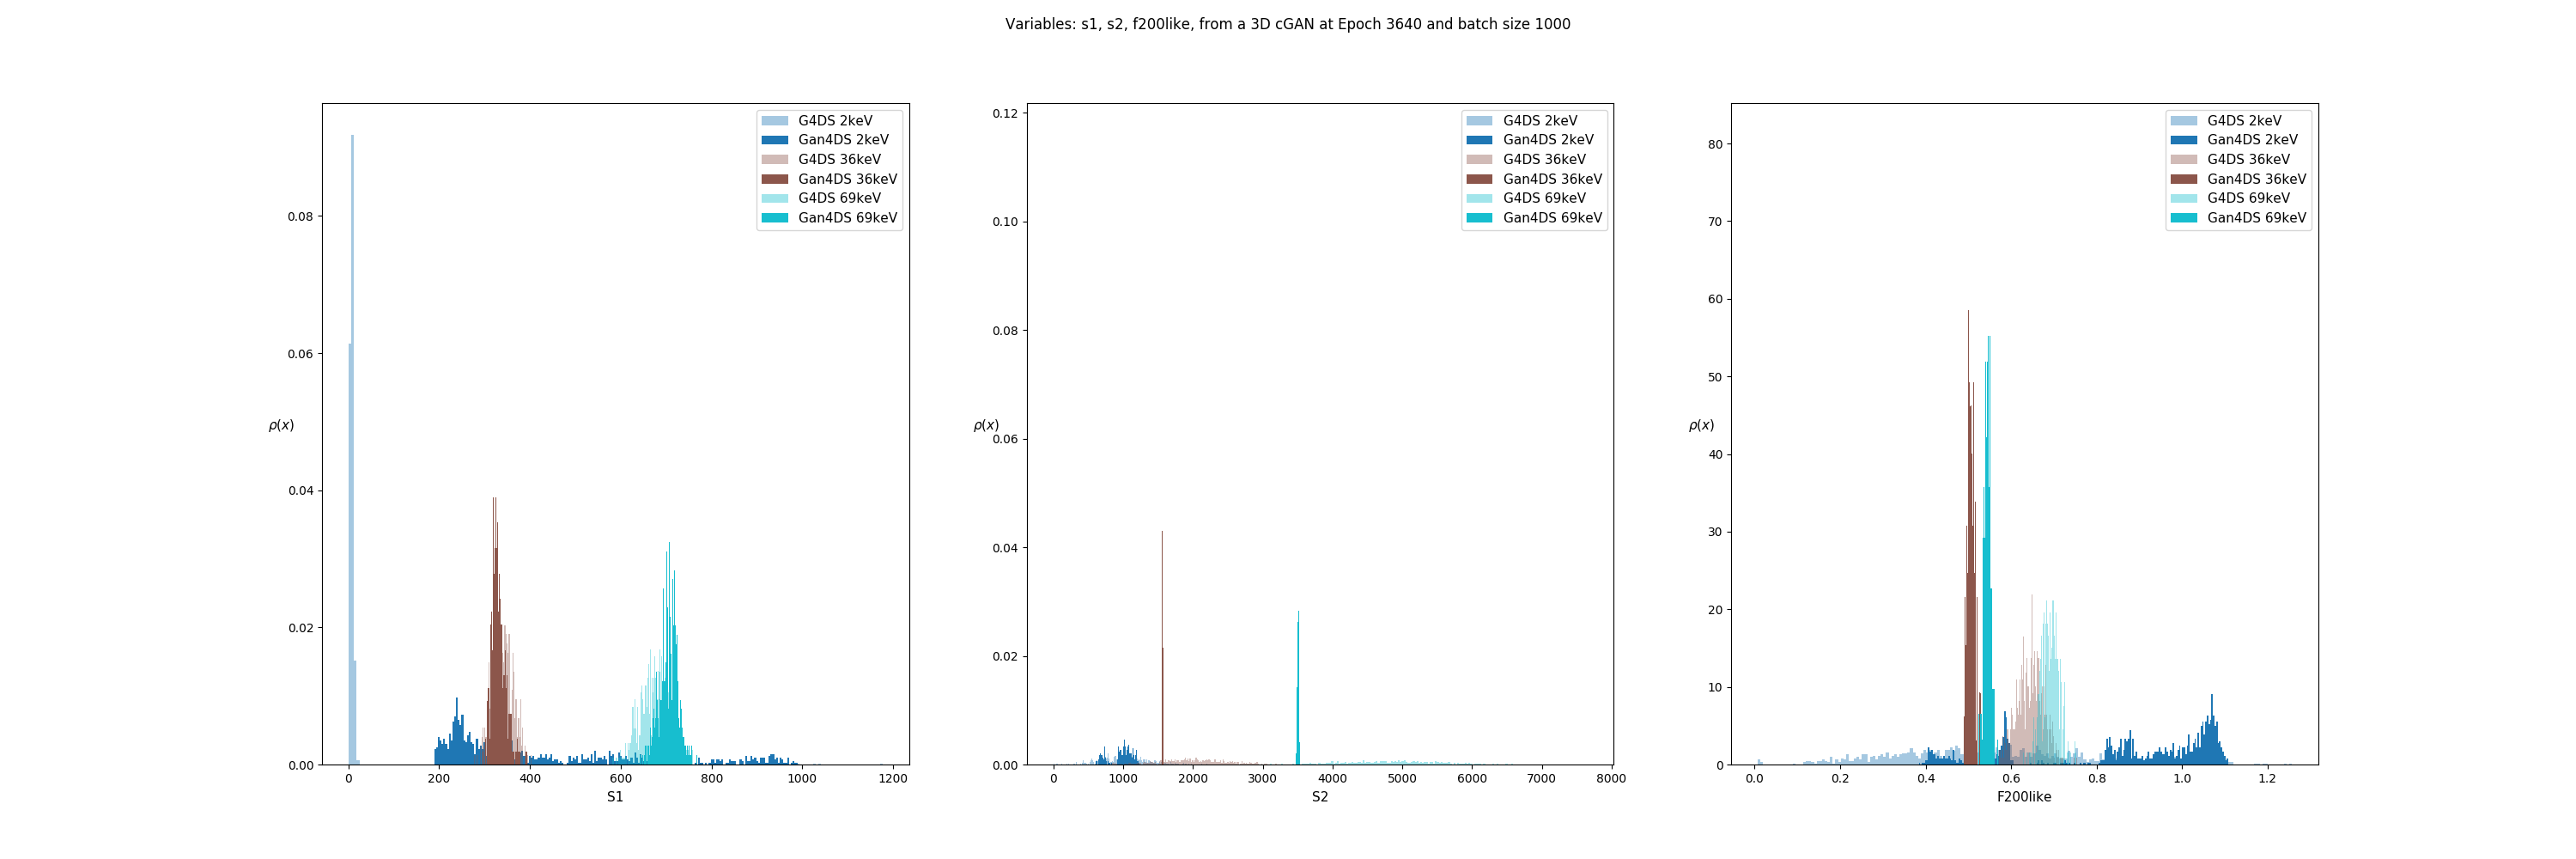 Variables: s1, s2, f200like, from a 3D cGAN at Epoch 3640 and batch size 1000
G4DS 2keV
Gan4DS 2keV
G4DS 36keV
Gan4DS 36keV
G4DS 69keV
Gan4DS 69keV
0.08
0.06
0.04
0.02
0.00
ρ(x)
0 200 400 600 800 1000 1200
S1
G4DS 2keV
Gan4DS 2keV
G4DS 36keV
Gan4DS 36keV
G4DS 69keV
Gan4DS 69keV
0.12
0.10
0.08
0.06
0.04
0.02
0.00
ρ(x)
0 1000 2000 3000 4000 5000 6000 7000 8000
S2
G4DS 2keV
Gan4DS 2keV
G4DS 36keV
Gan4DS 36keV
G4DS 69keV
Gan4DS 69keV
80
70
60
50
40
30
20
10
0
ρ(x)
0.0 0.2 0.4 0.6 0.8 1.0 1.2
F200like